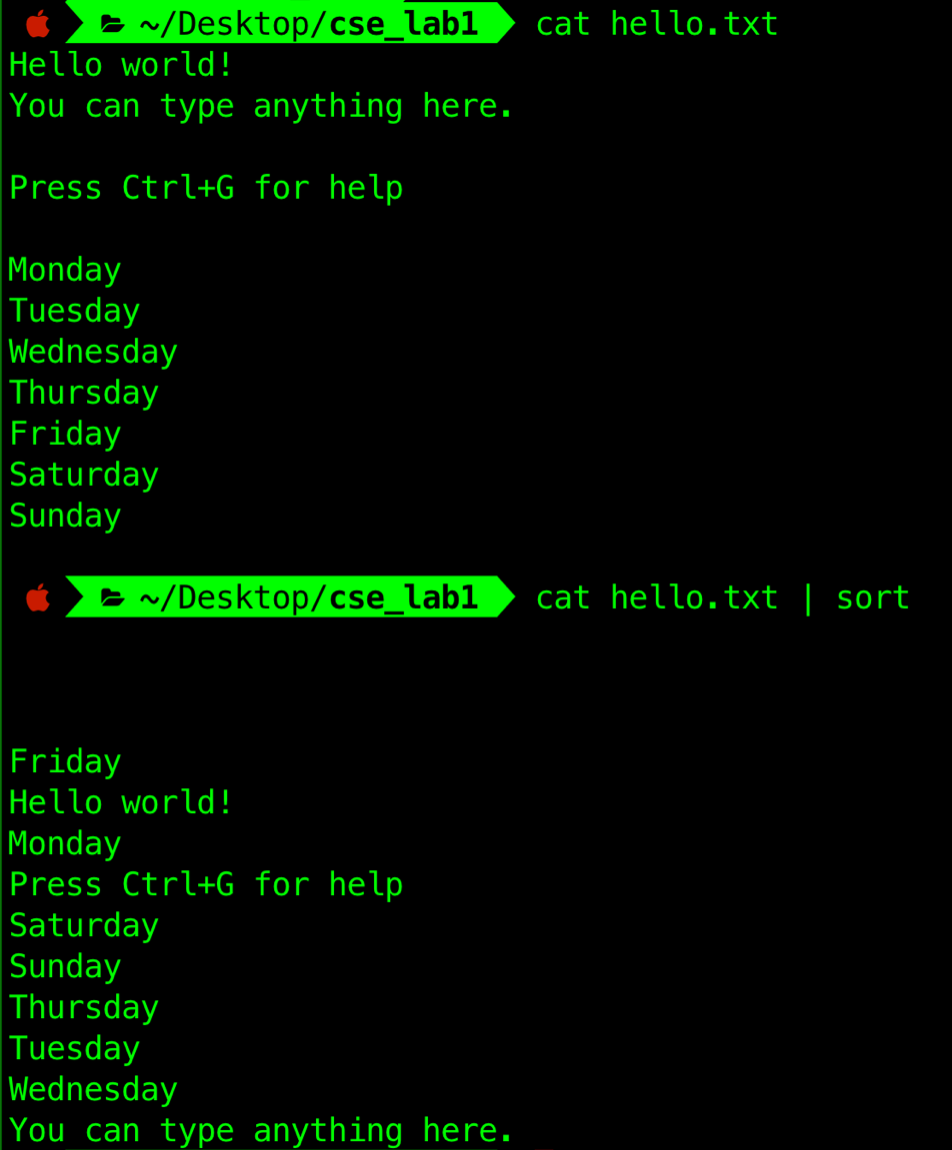 ~/Desktop/cse_lab1 cat hello.txt
Hello world!
You can type anything here.
Press Ctrl+G for help
Monday
Tuesday
Wednesday
Thursday
Friday
Saturday
Sunday
~/Desktop/cse_lab1 cat hello.txt | sort
Friday
Hello world!
Monday
Press Ctrl+G for help
Saturday
Sunday
Thursday
Tuesday
Wednesday
You can type anything here.